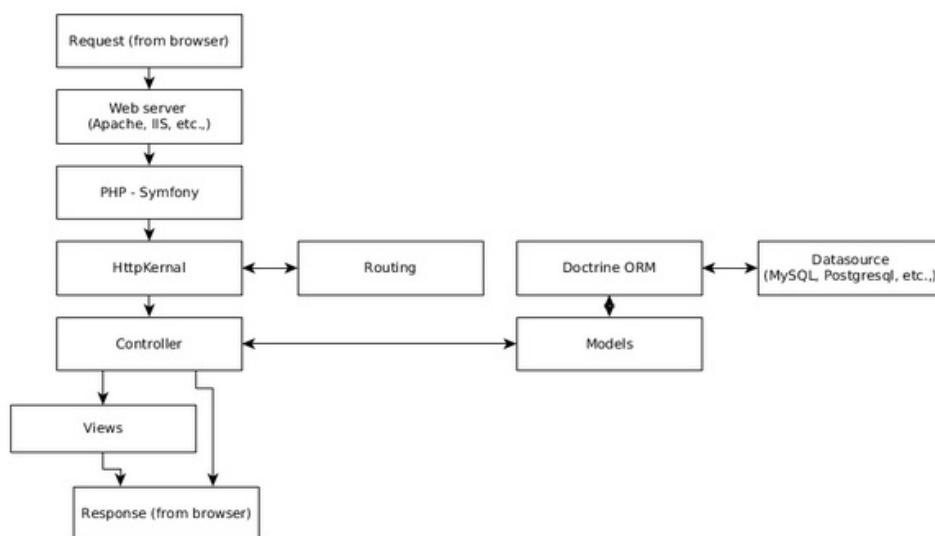 Request (from browser)
Web server
(Apache, IIS, etc.,)
PHP - Symfony
HttpKernal
Routing
Doctrine ORM
Datasource
(MySQL, Postgresql, etc.,)
Controller
Models
Views
Response (from browser)